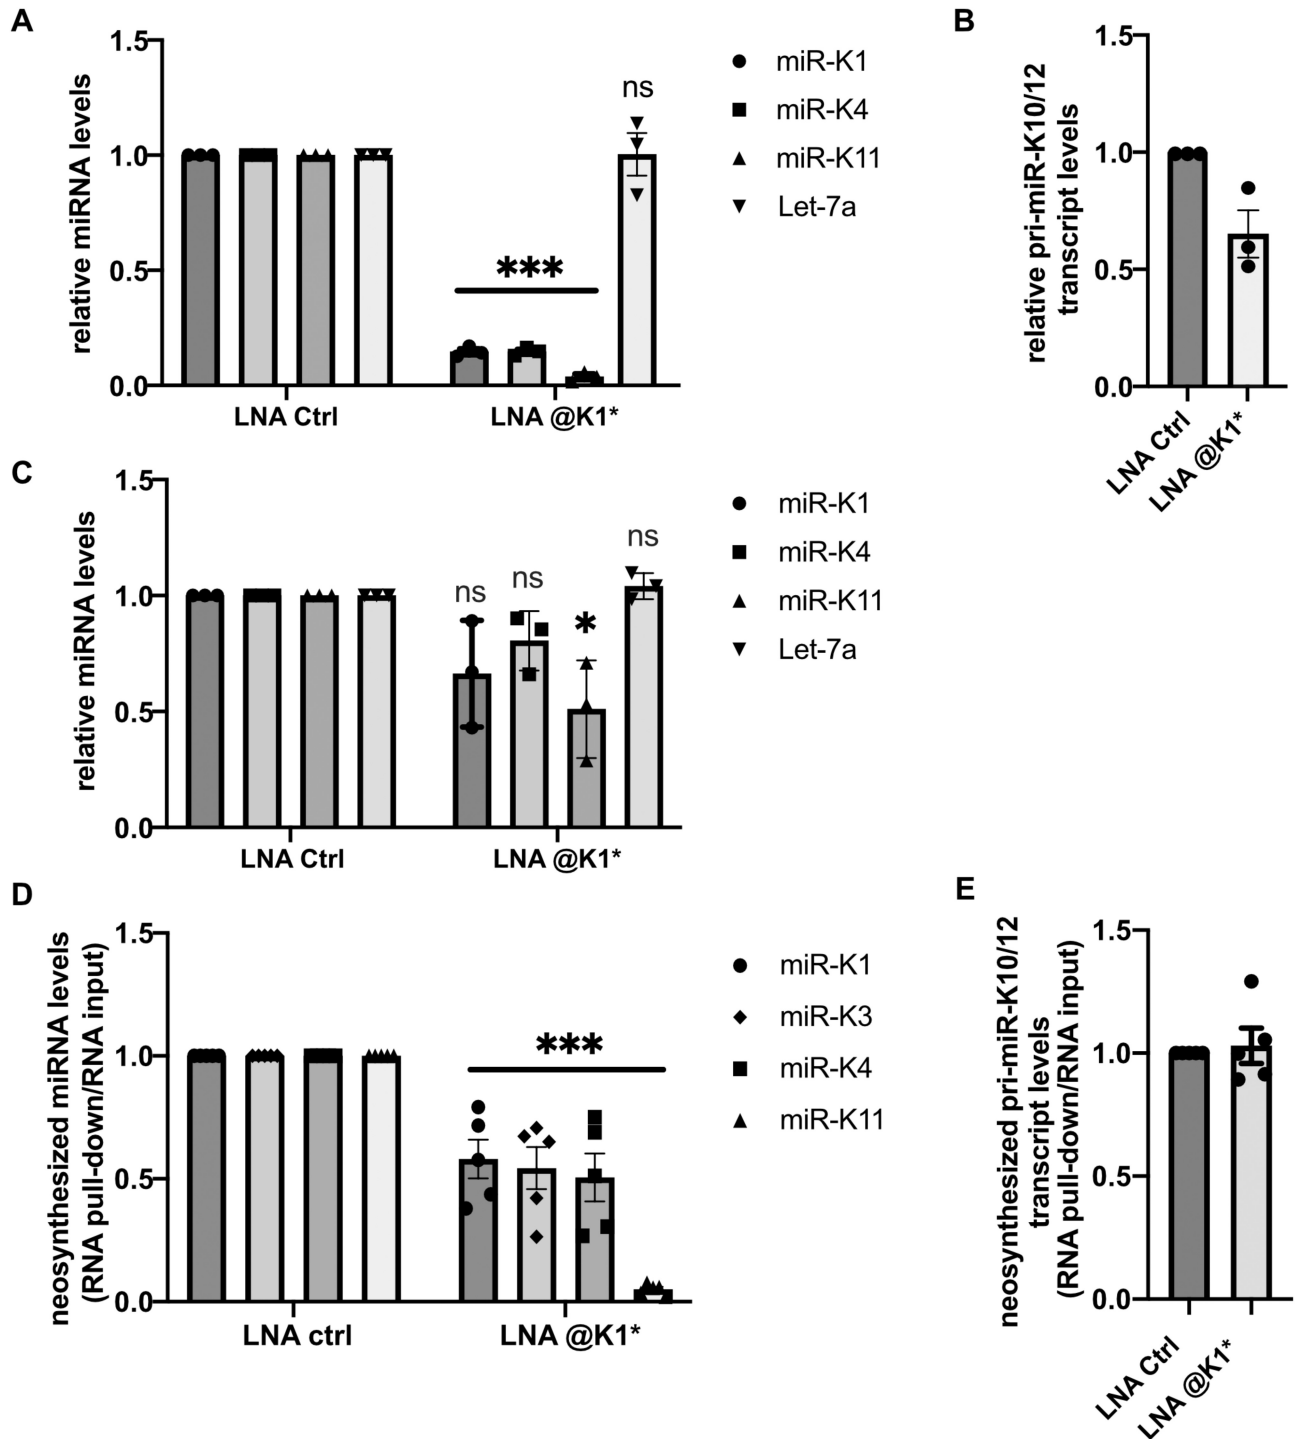 A
relative miRNA levels
1.5
1.0
0.5
0.0
ns
***
LNA Ctrl
LNA @K1*
miR-K1
miR-K4
miR-K11
Let-7a
B
relative pri-miR-K10/12
transcript levels
1.5
1.0
0.5
0.0
LNA Ctrl
LNA @K1*
C
relative miRNA levels
1.5
1.0
0.5
0.0
ns
ns
*
ns
LNA Ctrl
LNA @K1*
miR-K1
miR-K4
miR-K11
Let-7a
D
neosynthesized miRNA levels
(RNA pull-down/RNA input)
1.5
1.0
0.5
0.0
***
LNA ctrl
LNA @K1*
miR-K1
miR-K3
miR-K4
miR-K11
E
neosynthesized pri-miR-K10/12
transcript levels
(RNA pull-down/RNA input)
1.5
1.0
0.5
0.0
LNA Ctrl
LNA @K1*